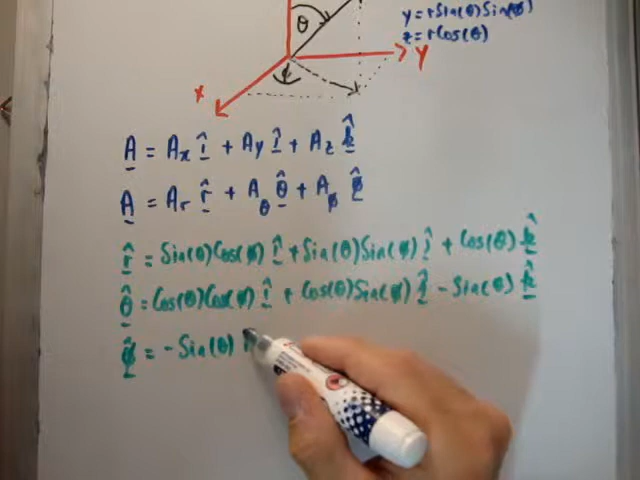 y=rSin(θ)Sin(ϕ)
θ
z=rCos(θ)
Y
ϕ
x
A = Aₓ î + Ay ĵ + Az k̂
A = Ar r̂ + Aθ θ̂ + Aϕ ϕ̂
r̂ = Sin(θ)Cos(ϕ) î + Sin(θ)Sin(ϕ) ĵ + Cos(θ) k̂
θ̂ = Cos(θ)Cos(ϕ) î + Cos(θ)Sin(ϕ) ĵ - Sin(θ) k̂
ϕ̂ = -Sin(θ)